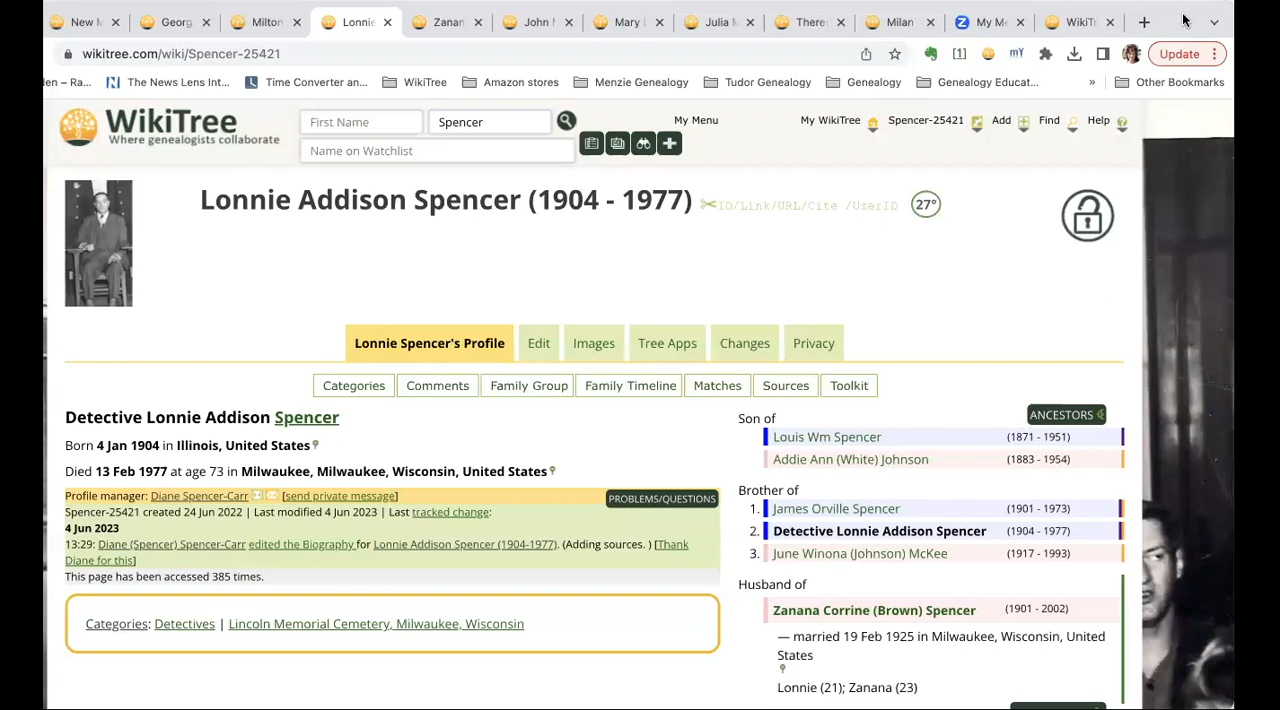 New M
Georg
Milton
Lonnie
Zanan
John M
Mary L
Julia M
There
Milan
My Me
WikiT
wikitree.com/wiki/Spencer-25421
[1]
mY
Update
en – Ra...
The News Lens Int...
Time Converter an...
WikiTree
Amazon stores
Menzie Genealogy
Tudor Genealogy
Genealogy
Genealogy Educat...
»
Other Bookmarks
WikiTree
Where genealogists collaborate
First Name
Spencer
Name on Watchlist
My Menu
My WikiTree
Spencer-25421
Add
Find
Help
Lonnie Addison Spencer (1904 - 1977)
ID/Link/URL/Cite /UserID
27°
Lonnie Spencer's Profile
Edit
Images
Tree Apps
Changes
Privacy
Categories
Comments
Family Group
Family Timeline
Matches
Sources
Toolkit
Detective Lonnie Addison Spencer
Born 4 Jan 1904 in Illinois, United States
Died 13 Feb 1977 at age 73 in Milwaukee, Milwaukee, Wisconsin, United States
Profile manager: Diane Spencer-Carr [send private message]
PROBLEMS/QUESTIONS
Spencer-25421 created 24 Jun 2022 | Last modified 4 Jun 2023 | Last tracked change:
4 Jun 2023
13:29: Diane (Spencer) Spencer-Carr edited the Biography for Lonnie Addison Spencer (1904-1977). (Adding sources. ) [Thank
Diane for this]
This page has been accessed 385 times.
Categories: Detectives | Lincoln Memorial Cemetery, Milwaukee, Wisconsin
ANCESTORS
Son of
Louis Wm Spencer (1871 - 1951)
Addie Ann (White) Johnson (1883 - 1954)
Brother of
1. James Orville Spencer (1901 - 1973)
2. Detective Lonnie Addison Spencer (1904 - 1977)
3. June Winona (Johnson) McKee (1917 - 1993)
Husband of
Zanana Corrine (Brown) Spencer (1901 - 2002)
— married 19 Feb 1925 in Milwaukee, Wisconsin, United
States
Lonnie (21); Zanana (23)